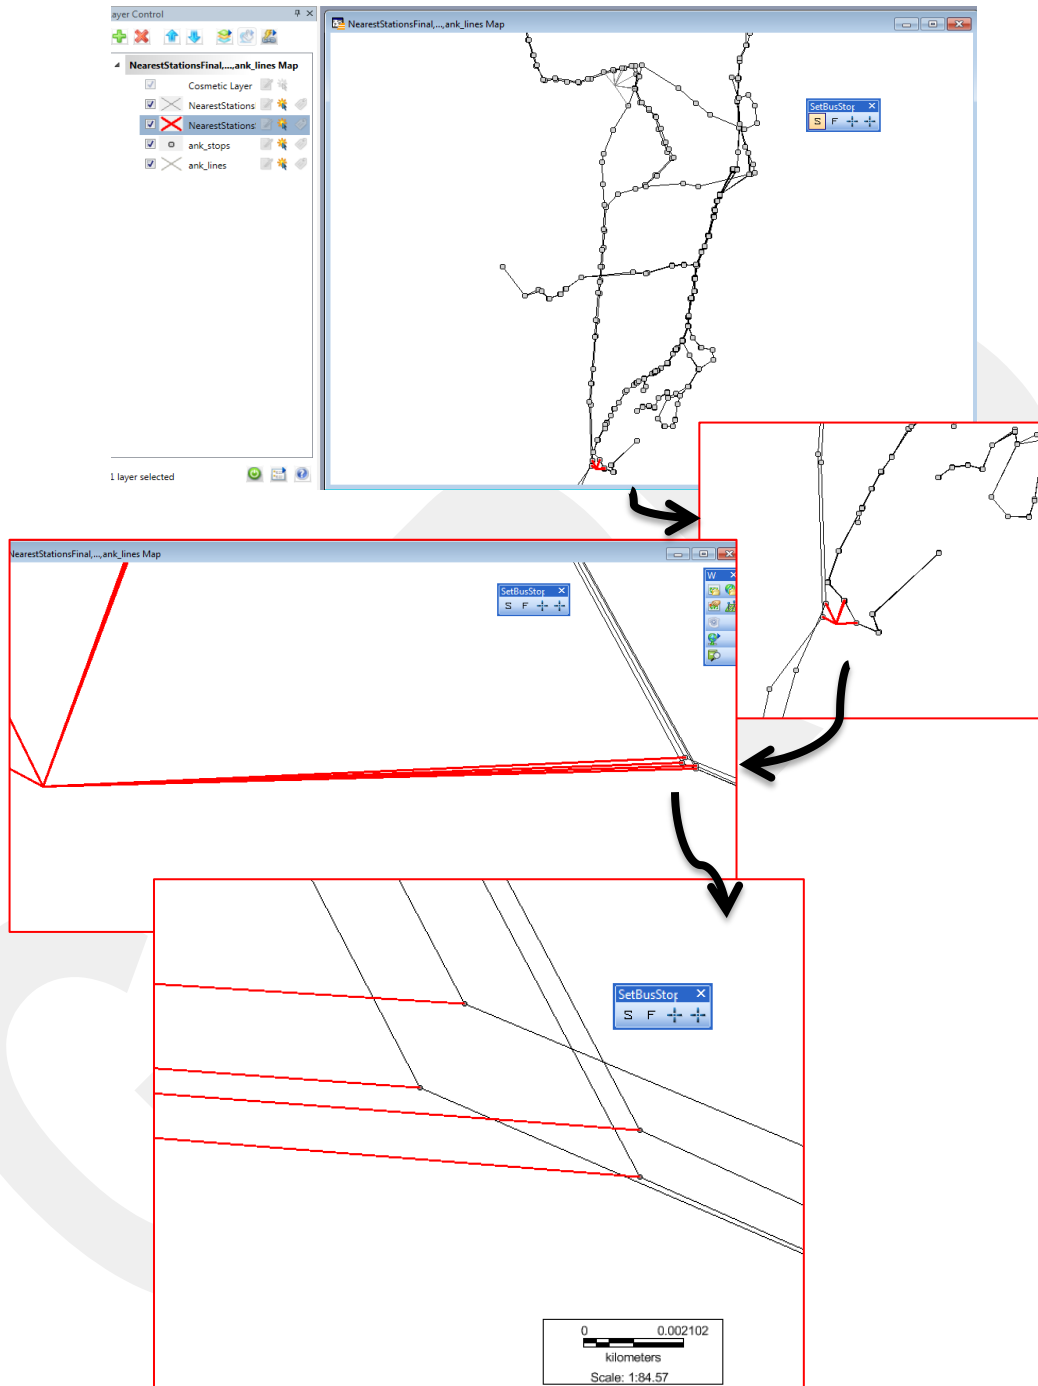 ayer Control
NearestStationsFinal,...,ank_lines Map
Cosmetic Layer
NearestStations
NearestStations
ank_stops
ank_lines
1 layer selected
NearestStationsFinal,...,ank_lines Map
SetBusStop
S F
NearestStationsFinal,...,ank_lines Map
SetBusStop
S F
W
SetBusStop
S F
0 0.002102
kilometers
Scale: 1:84.57